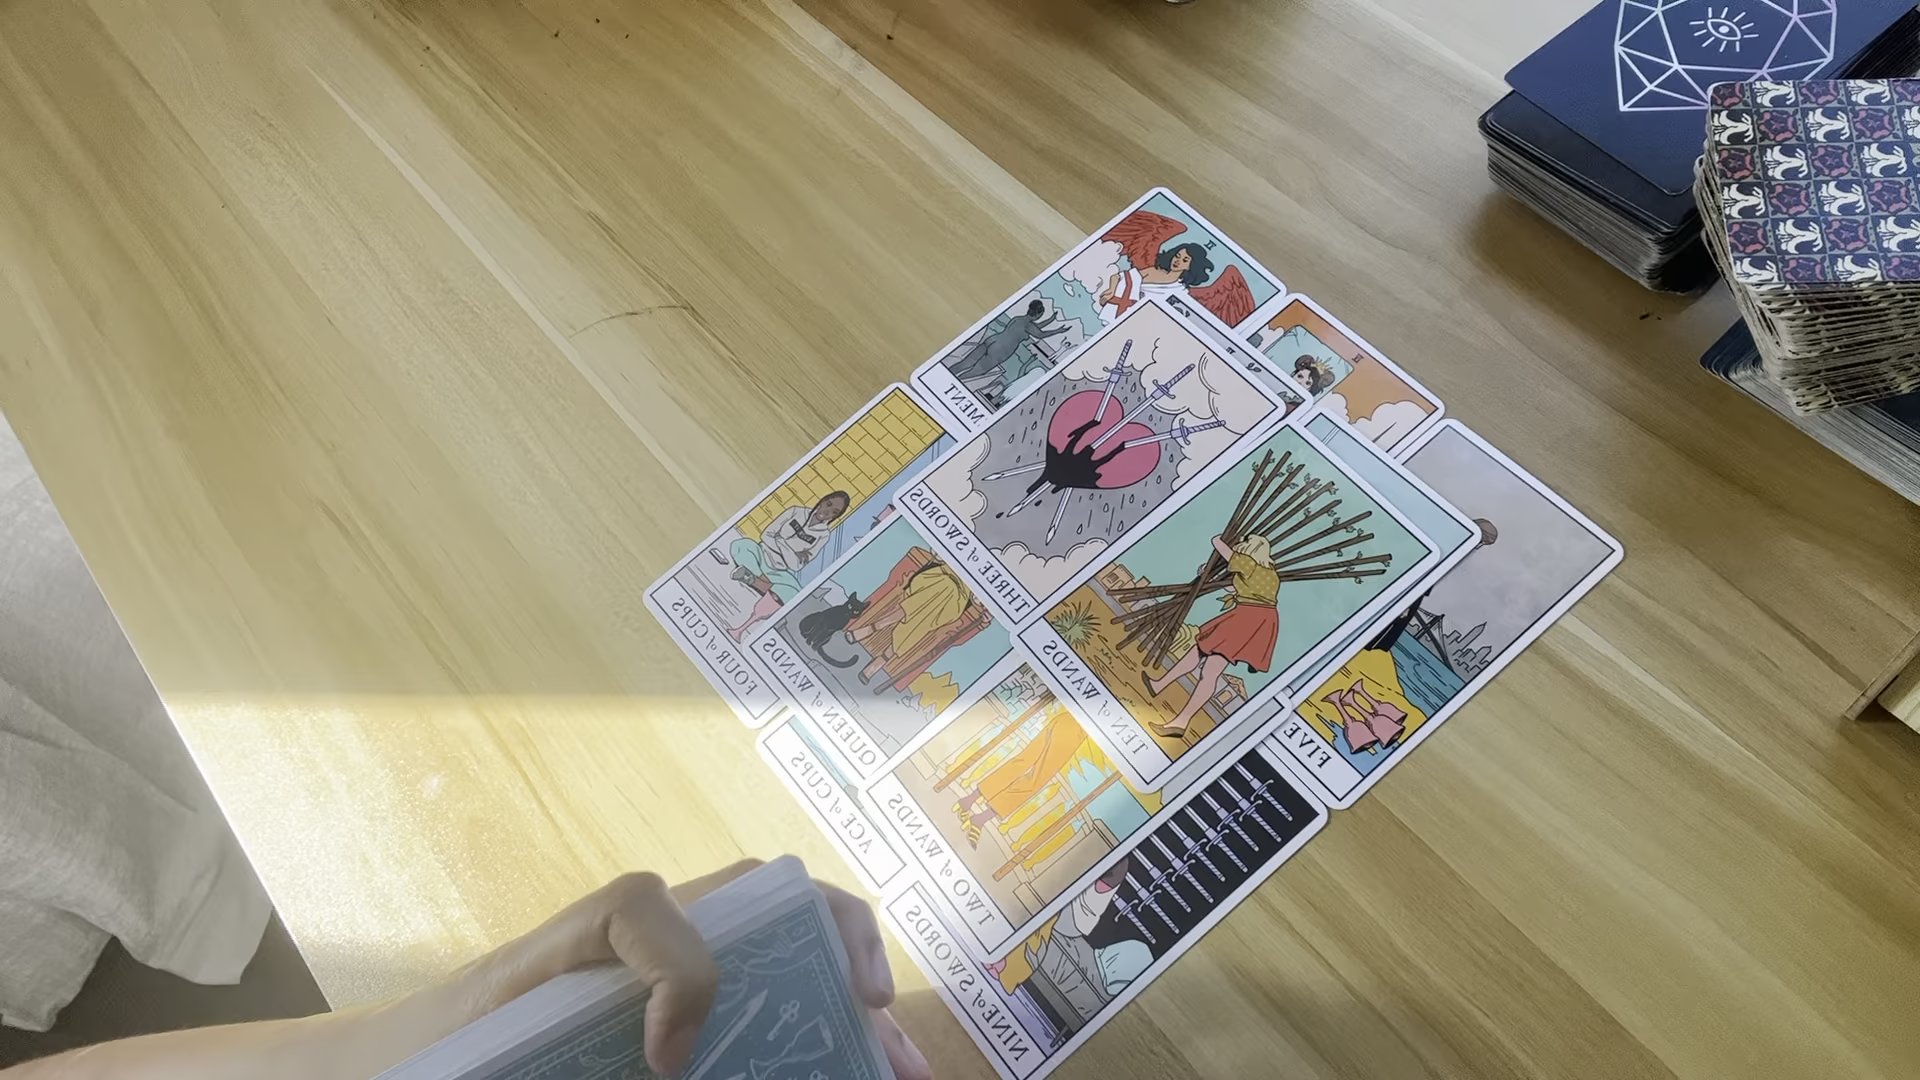 MENT
THREE of SWORDS
FOUR of CUPS
QUEEN of WANDS
TEN of WANDS
FIVE
ACE of CUPS
TWO of WANDS
NINE of SWORDS